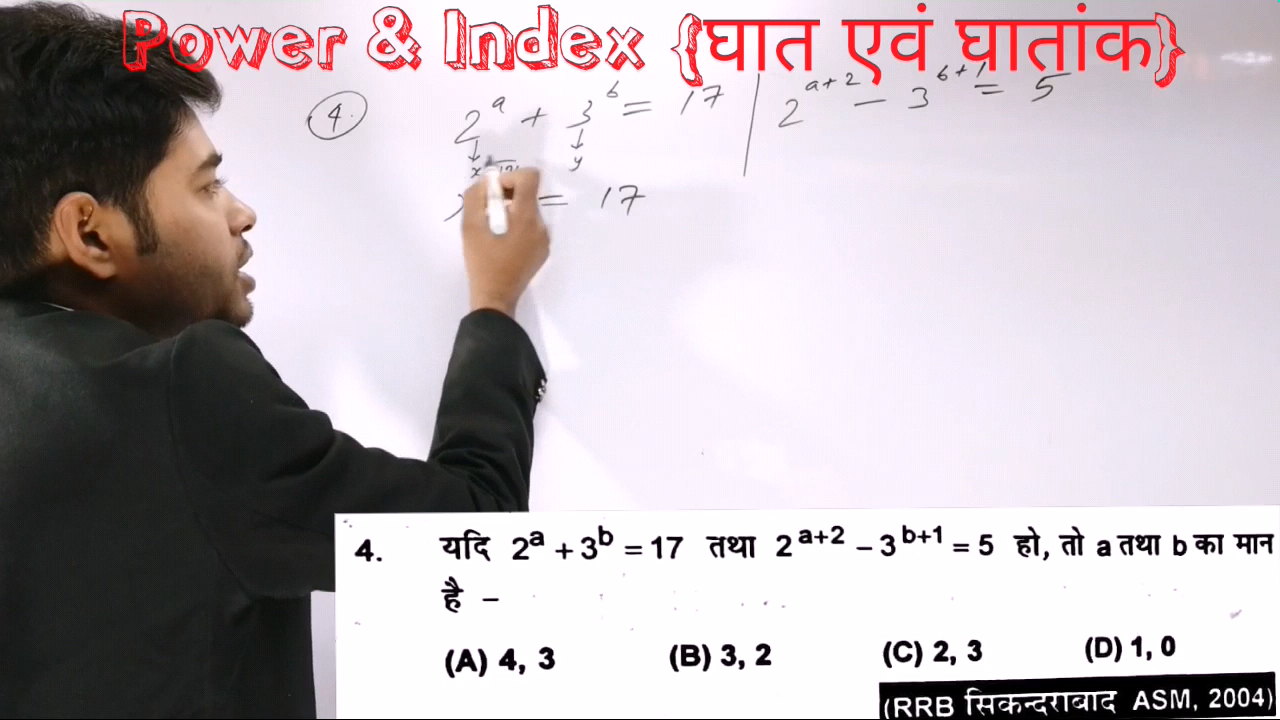 Power & Index {घात एवं घातांक}
4. 2^a + 3^b = 17 | 2^{a+2} - 3^{b+1} = 5
x y
= 17
4. यदि 2^a + 3^b = 17 तथा 2^{a+2} - 3^{b+1} = 5 हो, तो a तथा b का मान
है –
(A) 4, 3 (B) 3, 2 (C) 2, 3 (D) 1, 0
(RRB सिकन्दराबाद ASM, 2004)